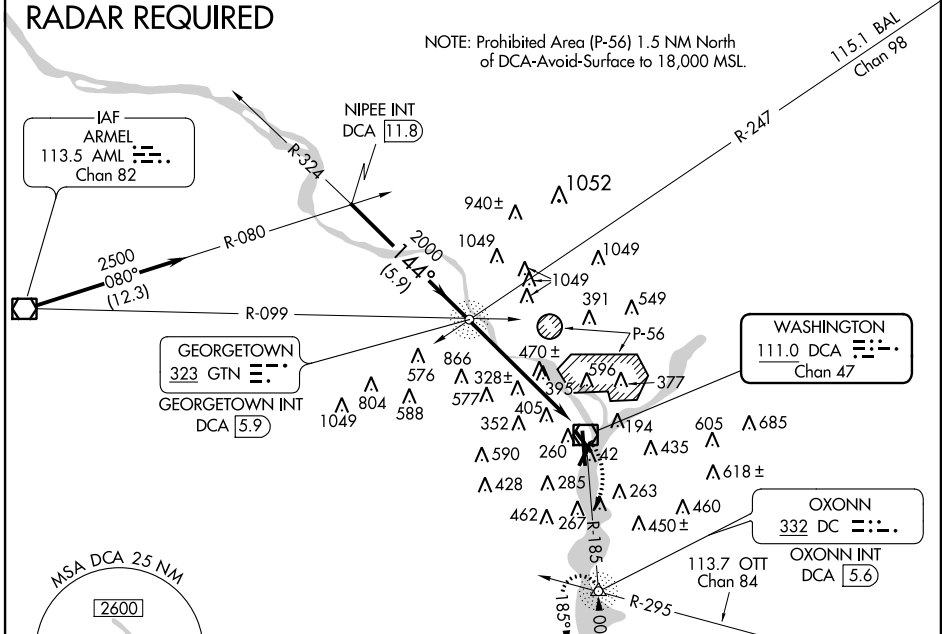 RADAR REQUIRED
NOTE: Prohibited Area (P-56) 1.5 NM North
of DCA-Avoid-Surface to 18,000 MSL.
115.1 BAL
Chan 98
R-247
IAF
ARMEL
113.5 AML
Chan 82
NIPEE INT
DCA 11.8
R-324
R-080
2500
080°
(12.3)
R-099
2000
144°
(5.9)
940±
1052
1049
1049
1049
391
549
P-56
GEORGETOWN
323 GTN
GEORGETOWN INT
DCA 5.9
WASHINGTON
111.0 DCA
Chan 47
576
866
470±
328±
395
596
377
804
588
577
1049
405
352
194
260
42
435
605
685
590
618±
428
285
263
460
462
267
450±
R-185
OXONN
332 DC
OXONN INT
DCA 5.6
113.7 OTT
Chan 84
R-295
185°
00
MSA DCA 25 NM
2600